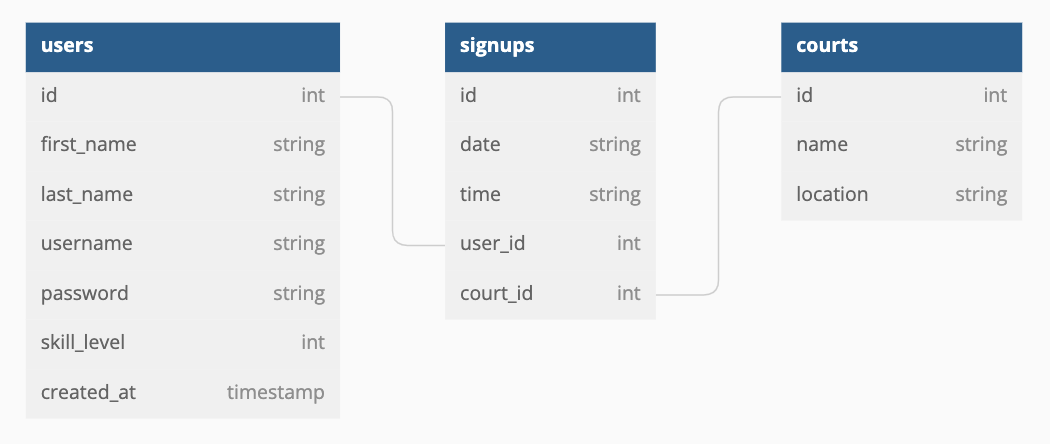 users
id int
first_name string
last_name string
username string
password string
skill_level int
created_at timestamp
signups
id int
date string
time string
user_id int
court_id int
courts
id int
name string
location string